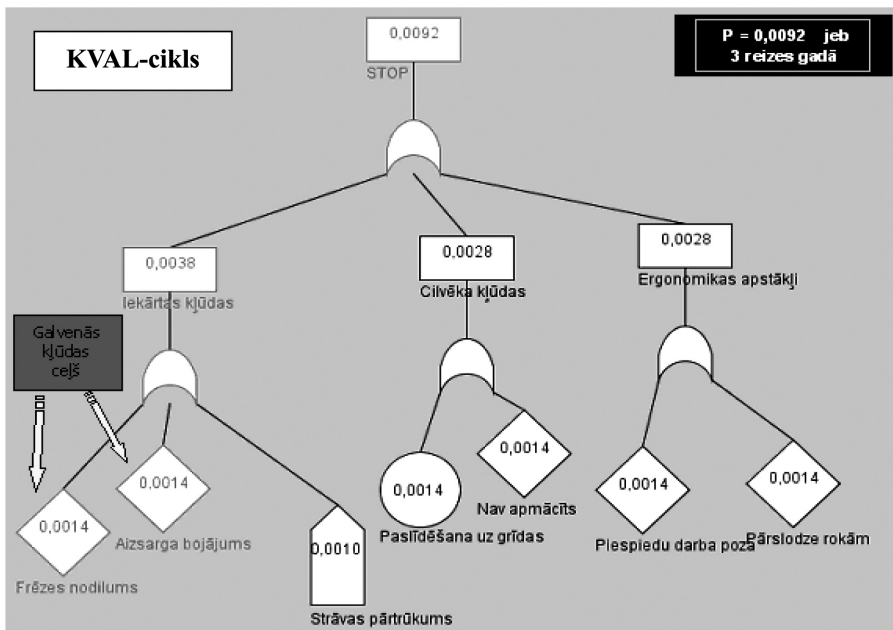 KVAL-cikls
0,0092
STOP
P = 0,0092 jeb
3 reizes gadā
0,0038
Iekārtas kļūdas
0,0028
Cilvēka kļūdas
0,0028
Ergonomikas apstākļi
Galvenās
kļūdas
ceļš
0,0014
Frēzes nodilums
0,0014
Aizsarga bojājums
0,0010
Strāvas pārtrūkums
0,0014
Paslīdēšana uz grīdas
0,0014
Nav apmācīts
0,0014
Piespiedu darba poza
0,0014
Pārslodze rokām